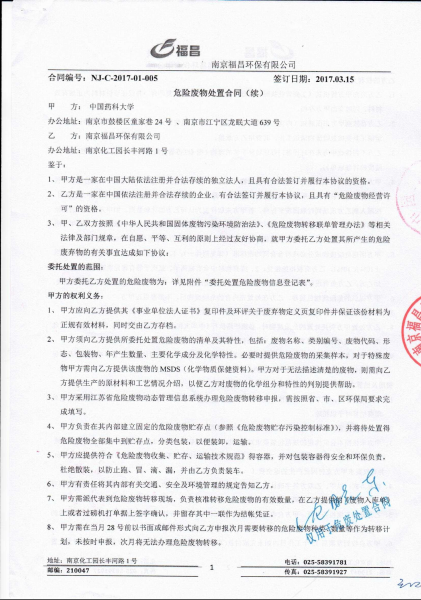 福昌
南京福昌环保有限公司
合同编号：NJ-C-2017-01-005 签订日期：2017.03.15
危险废物处置合同（续）
甲 方： 中国药科大学
办公地址：南京市鼓楼区童家巷 24 号 、南京市江宁区龙眠大道 639 号
乙 方： 南京福昌环保有限公司
办公地址：南京化工园长丰河路 1 号
鉴于：
1、 甲方是一家在中国大陆依法注册并合法存续的独立法人，且具有合法签订并履行本协议的资格。
2、 乙方是一家在中国依法注册并合法存续的企业，有合法签订并履行本协议，且具有“危险废物经营许
可”的资格。
3、 甲、乙双方按照《中华人民共和国固体废物污染环境防治法》、《危险废物转移联单管理办法》等相关
法律及部门规章，在自愿、平等、互利的原则上经过友好协商，就甲方委托乙方处置其所产生的危险
废弃物的有关事宜达成如下协议：
委托处置的范围：
甲方委托乙方处置的危险废物为：详见附件“委托处置危险废物信息登记表”。
甲方的权利义务：
1、 甲方应向乙方提供其《事业单位法人证书》复印件及环评关于废弃物定义页复印件并保证该份材料为
正规有效材料，同时交由乙方存档。
2、 甲方须向乙方提供所委托处置危险废物的清单及其特性，包括：废物名称、类别编号、废物代码、形
态、包装物、年产生数量、主要化学成分及化学特性。必要时提供危险废物的采集样本，对于特殊废
物甲方需向乙方提供该废物的 MSDS（化学物质保健资料）。甲方对于无法描述清楚的废物，则需向乙
方提供生产的原材料和工艺情况介绍，以便乙方对废物的化学组分和特性的判别提供帮助。
3、 甲方采用江苏省危险废物动态管理信息系统办理危险废物转移申报，需按照省、市、区环保局要求完
成填写。
4、 甲方负责在其内部建立固定的危险废物贮存点（参照《危险废物贮存污染控制标准》），并将待处置得
危险废物全部集中到贮存点，分类包装，以便装卸、运输。
5、 甲方应提供符合《危险废物收集、贮存、运输技术规范》得容器，并对包装容器得安全和环保负责。
杜绝散装，以防止跑、冒、滴、漏，并由乙方负责装车。
6、 甲方有责任将其内部有关交通、安全及环境管理的规定告知乙方。
7、 甲方需派代表到危险废物转移现场，负责核准转移危险废物的有效数量，在乙方提供的《废物入库单》
上或者过磅机打单据上签字确认，并留存其中一联作为结帐凭证。
8、 甲方需在当月 28 号前以书面或邮件形式向乙方申报次月需要转移的危险废物种类、数量等作为转移计
划，未按时申报，次月将无法办理危险废物转移。
仅用于危废处置合同
南京福昌
地址：南京化工园长丰河路 1 号 电话：025-58391781
邮编：210047 1 传真：025-58391927